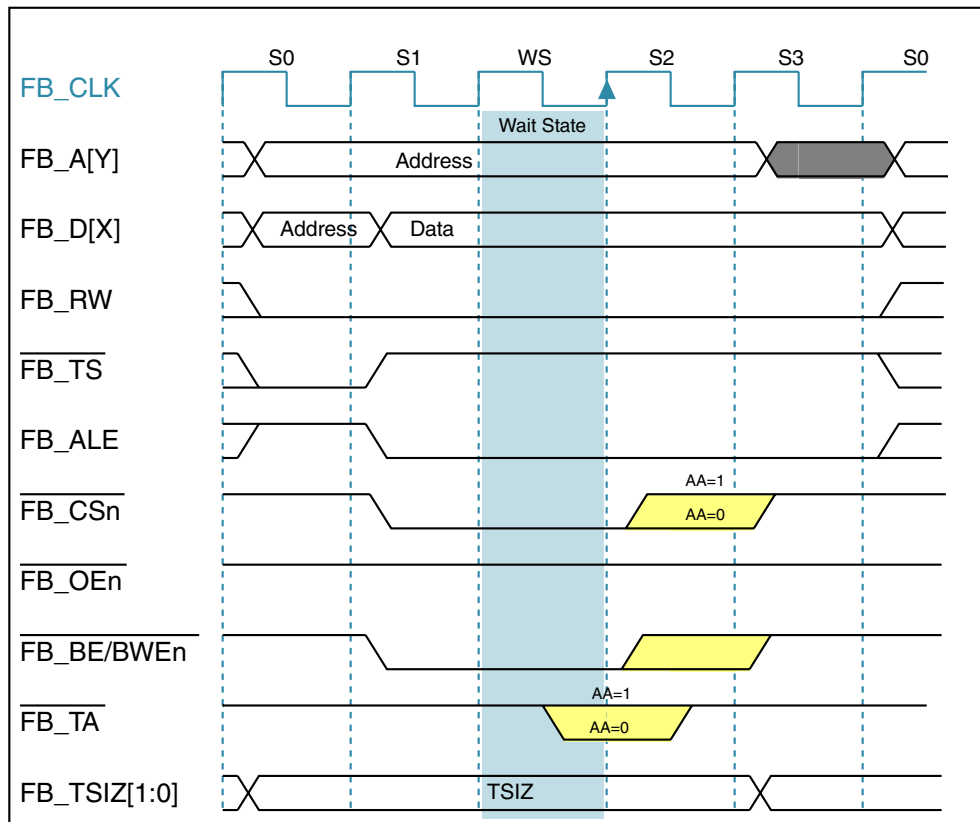 S0 S1 WS S2 S3 S0
FB_CLK
Wait State
FB_A[Y] Address
FB_D[X] Address Data
FB_RW
FB_TS
FB_ALE
AA=1
FB_CSn AA=0
FB_OEn
FB_BE/BWEn
AA=1
FB_TA AA=0
FB_TSIZ[1:0] TSIZ